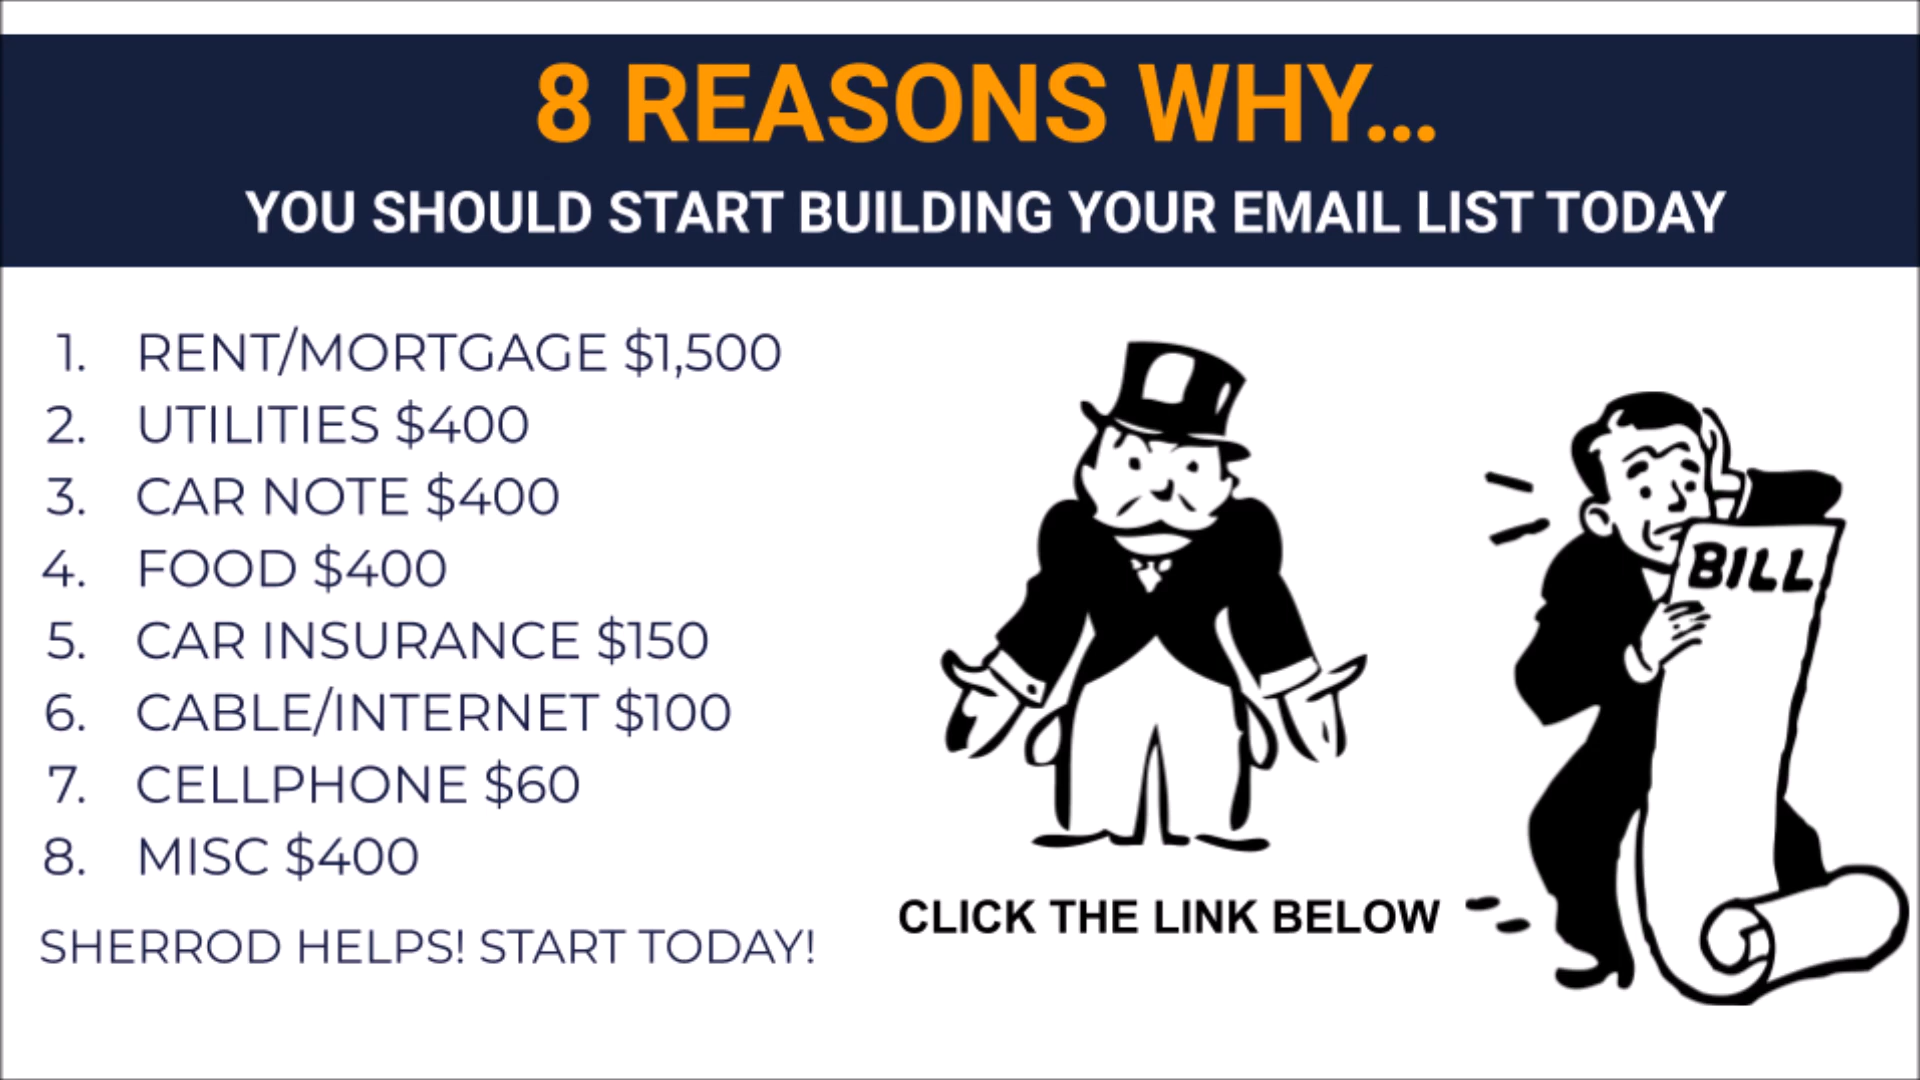 8 REASONS WHY...
YOU SHOULD START BUILDING YOUR EMAIL LIST TODAY
1. RENT/MORTGAGE $1,500
2. UTILITIES $400
3. CAR NOTE $400
4. FOOD $400
5. CAR INSURANCE $150
6. CABLE/INTERNET $100
7. CELLPHONE $60
8. MISC $400
SHERROD HELPS! START TODAY!
BILL
CLICK THE LINK BELOW